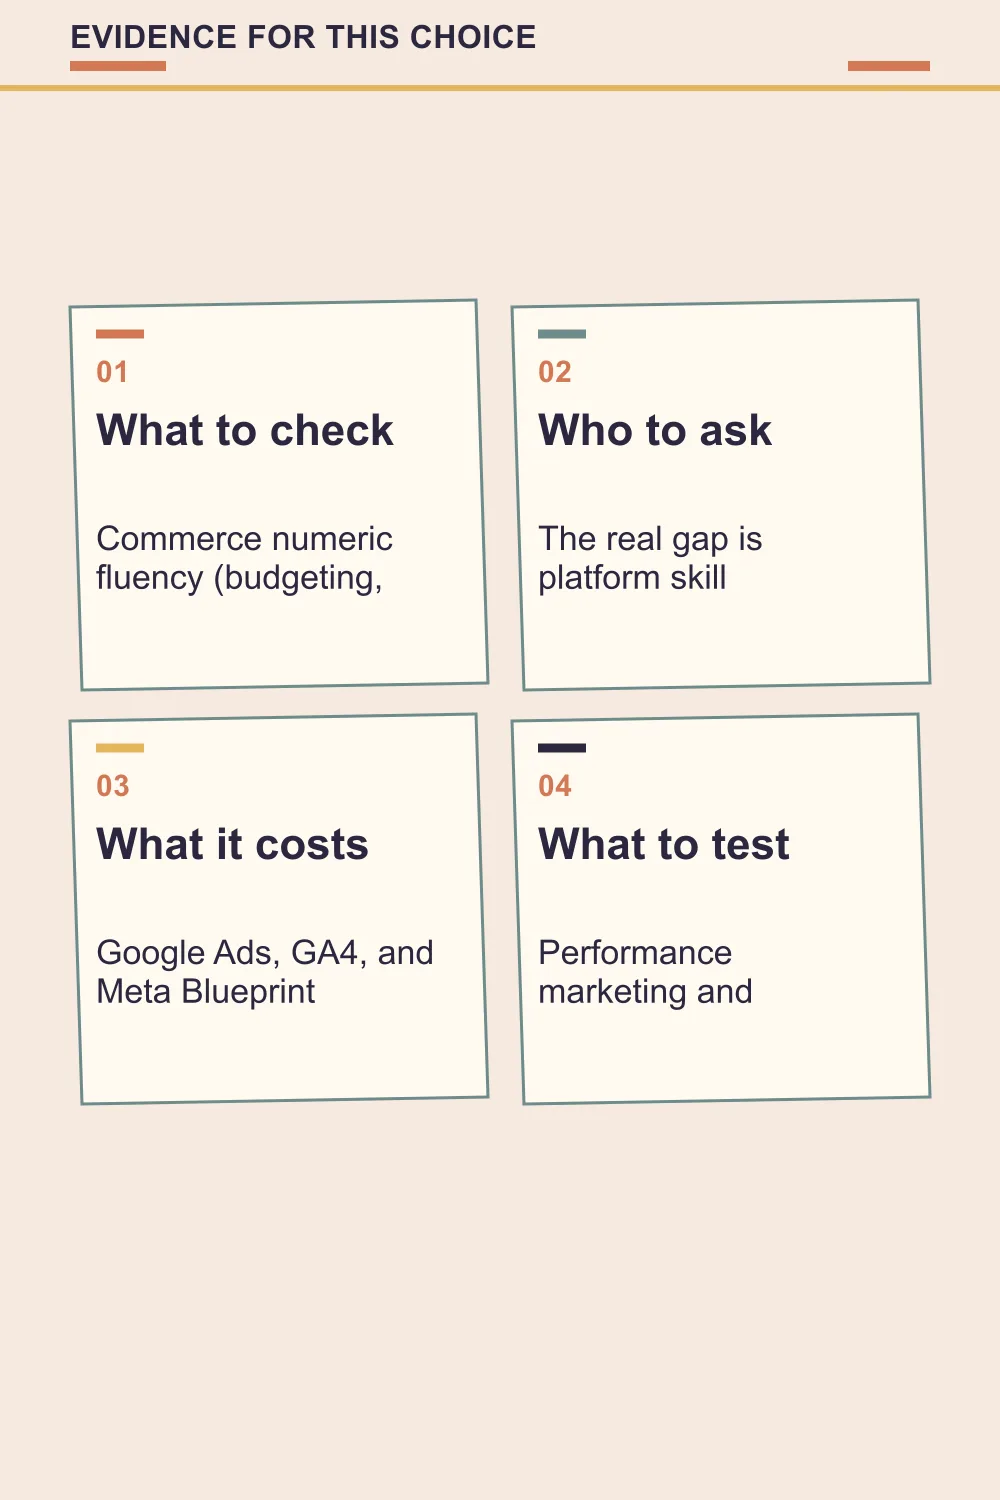 EVIDENCE FOR THIS CHOICE
01
What to check
Commerce numeric
fluency (budgeting,
02
Who to ask
The real gap is
platform skill
03
What it costs
Google Ads, GA4, and
Meta Blueprint
04
What to test
Performance
marketing and